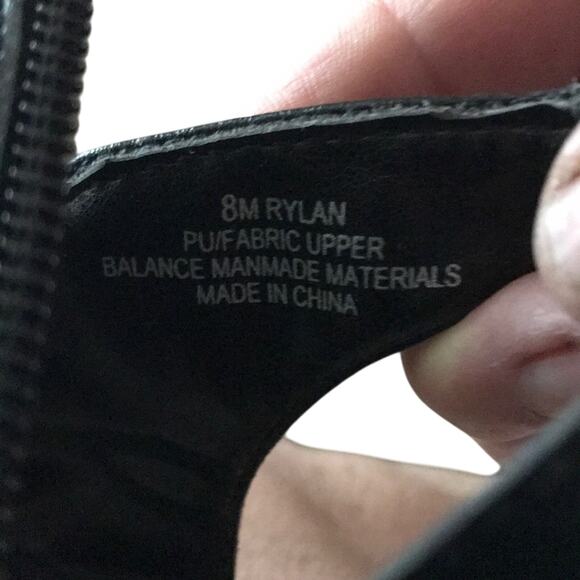 8M RYLAN
PU/FABRIC UPPER
BALANCE MANMADE MATERIALS
MADE IN CHINA